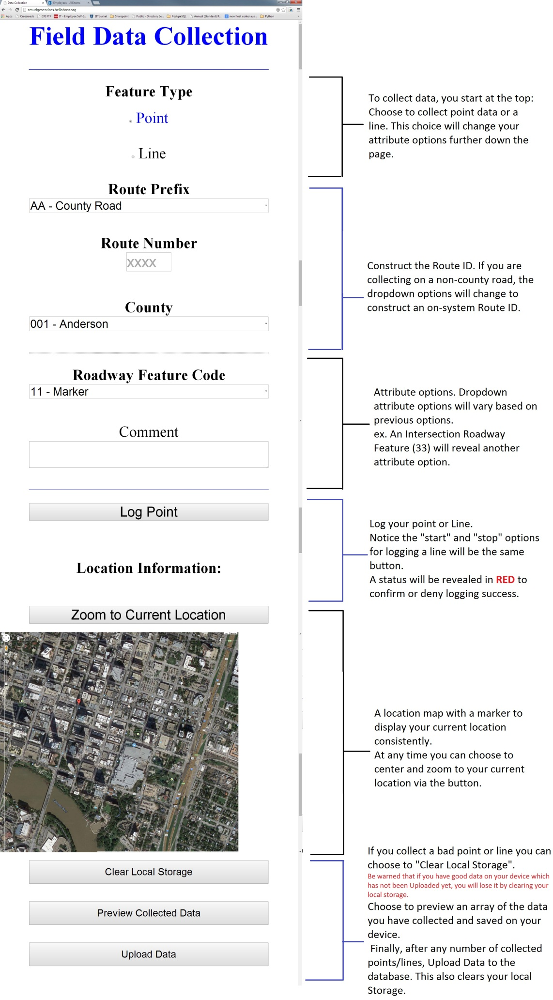 Data Collection
Employees - All Items
smudgeservices.heliohost.org
Apps Crossroads CRI FTP IT - Employee Self-S... BITbucket Sharepoint Public - Directory Se... PostgreSQL Annual (Standard) R... new float center aus... Python
Field Data Collection
Feature Type
Point
Line
Route Prefix
AA - County Road
Route Number
XXXX
County
001 - Anderson
Roadway Feature Code
11 - Marker
Comment
Log Point
Location Information:
Zoom to Current Location
Clear Local Storage
Preview Collected Data
Upload Data
To collect data, you start at the top:
Choose to collect point data or a
line. This choice will change your
attribute options further down the
page.
Construct the Route ID. If you are
collecting on a non-county road, the
dropdown options will change to
construct an on-system Route ID.
Attribute options. Dropdown
attribute options will vary based on
previous options.
ex. An Intersection Roadway
Feature (33) will reveal another
attribute option.
Log your point or Line.
Notice the "start" and "stop" options
for logging a line will be the same
button.
A status will be revealed in RED to
confirm or deny logging success.
A location map with a marker to
display your current location
consistently.
At any time you can choose to
center and zoom to your current
location via the button.
If you collect a bad point or line you can
choose to "Clear Local Storage".
Be warned that if you have good data on your device which
has not been Uploaded yet, you will lose it by clearing your
local storage.
Choose to preview an array of the data
you have collected and saved on your
device.
Finally, after any number of collected
points/lines, Upload Data to the
database. This also clears your local
Storage.